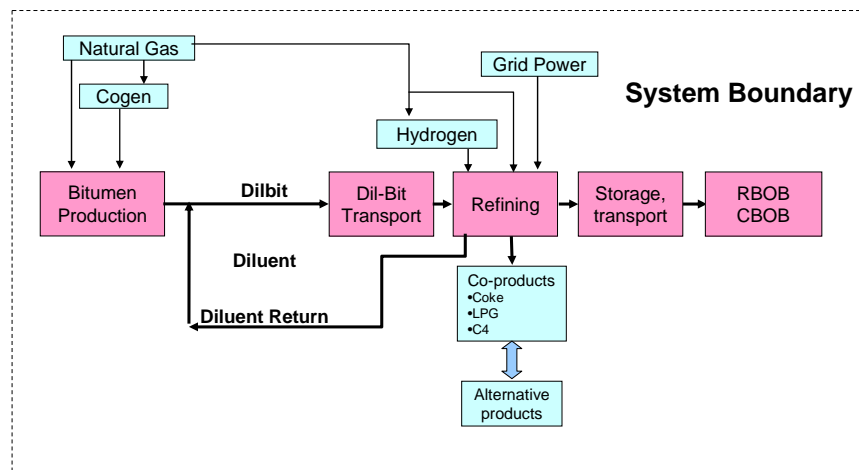 Natural Gas
Grid Power
System Boundary
Cogen
Hydrogen
Bitumen
Production
Dilbit
Dil-Bit
Transport
Refining
Storage,
transport
RBOB
CBOB
Diluent
Diluent Return
Co-products
•Coke
•LPG
•C4
Alternative
products